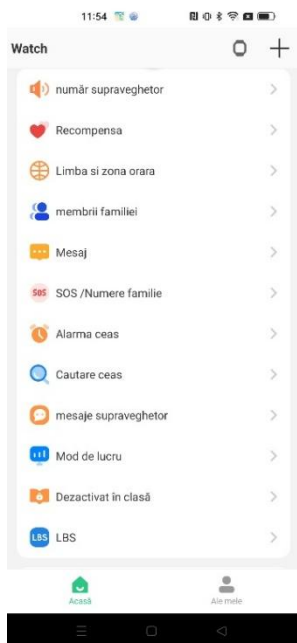 11:54
Watch
număr supraveghetor
Recompensa
Limba si zona orara
membrii familiei
Mesaj
SOS SOS /Numere familie
Alarma ceas
Cautare ceas
mesaje supraveghetor
Mod de lucru
Dezactivat în clasă
LBS LBS
Acasă Ale mele